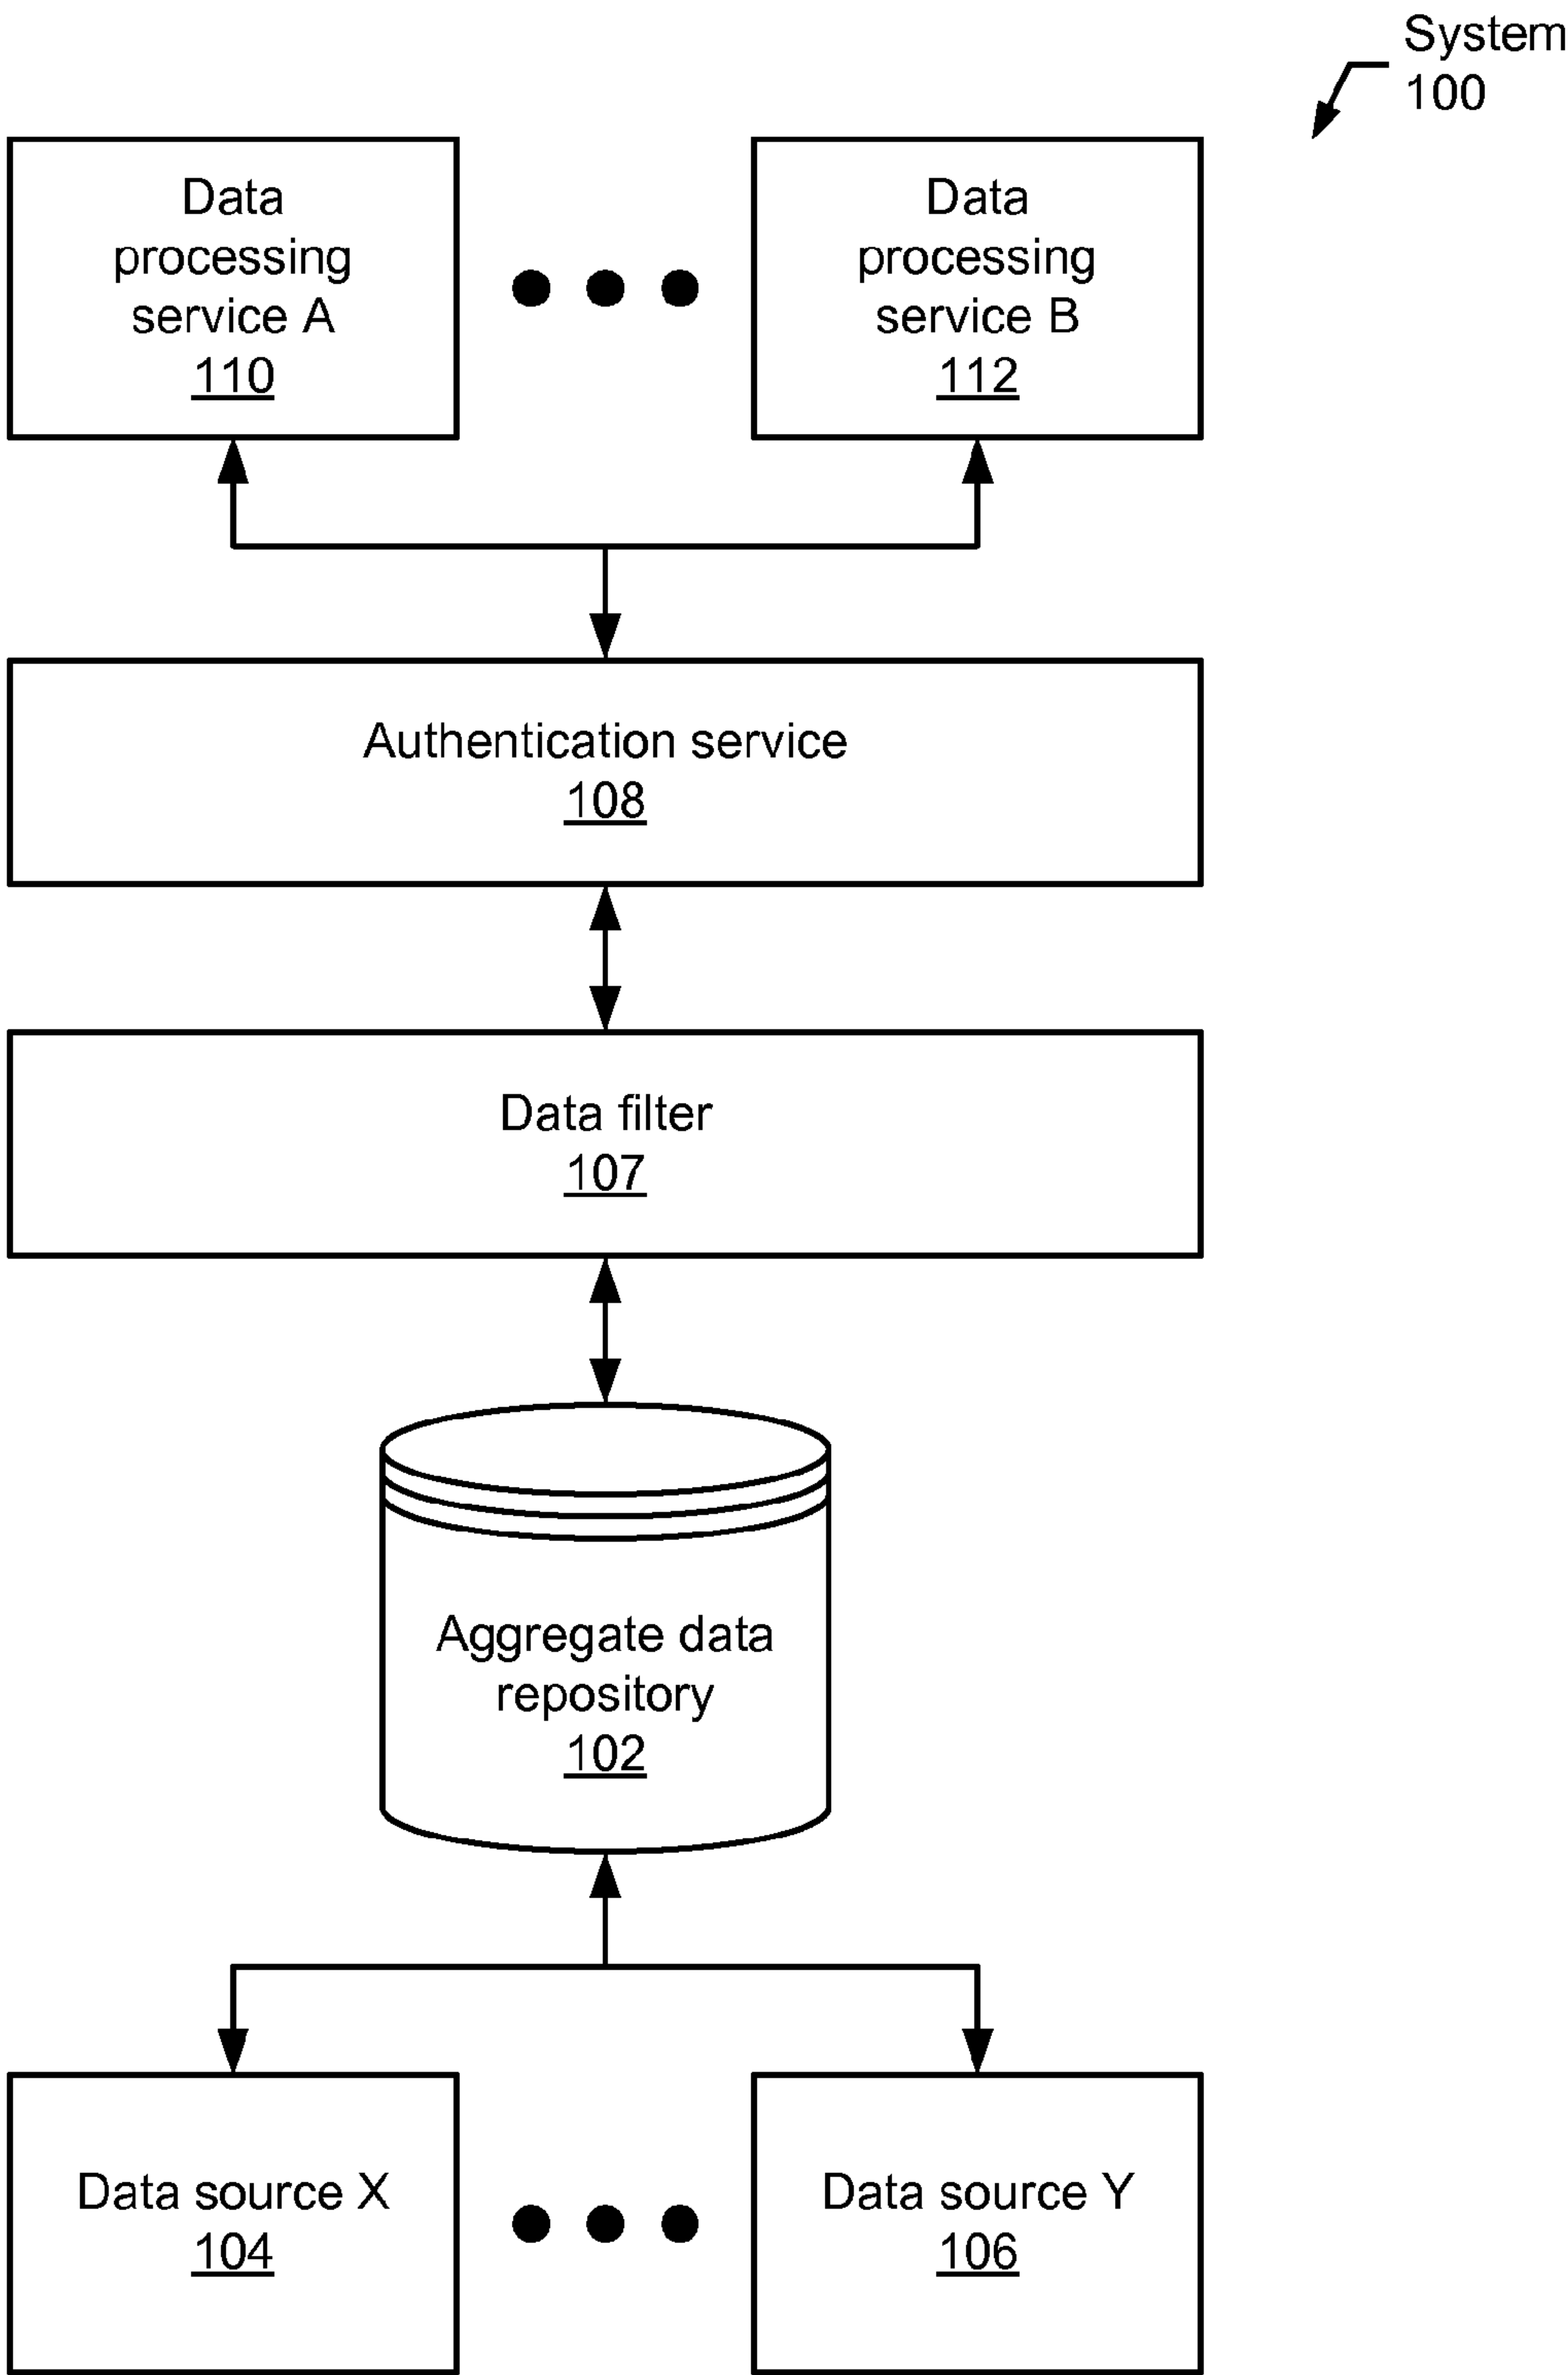 System
100
Data
processing
service A
110
Data
processing
service B
112
Authentication service
108
Data filter
107
Aggregate data
repository
102
Data source X
104
Data source Y
106